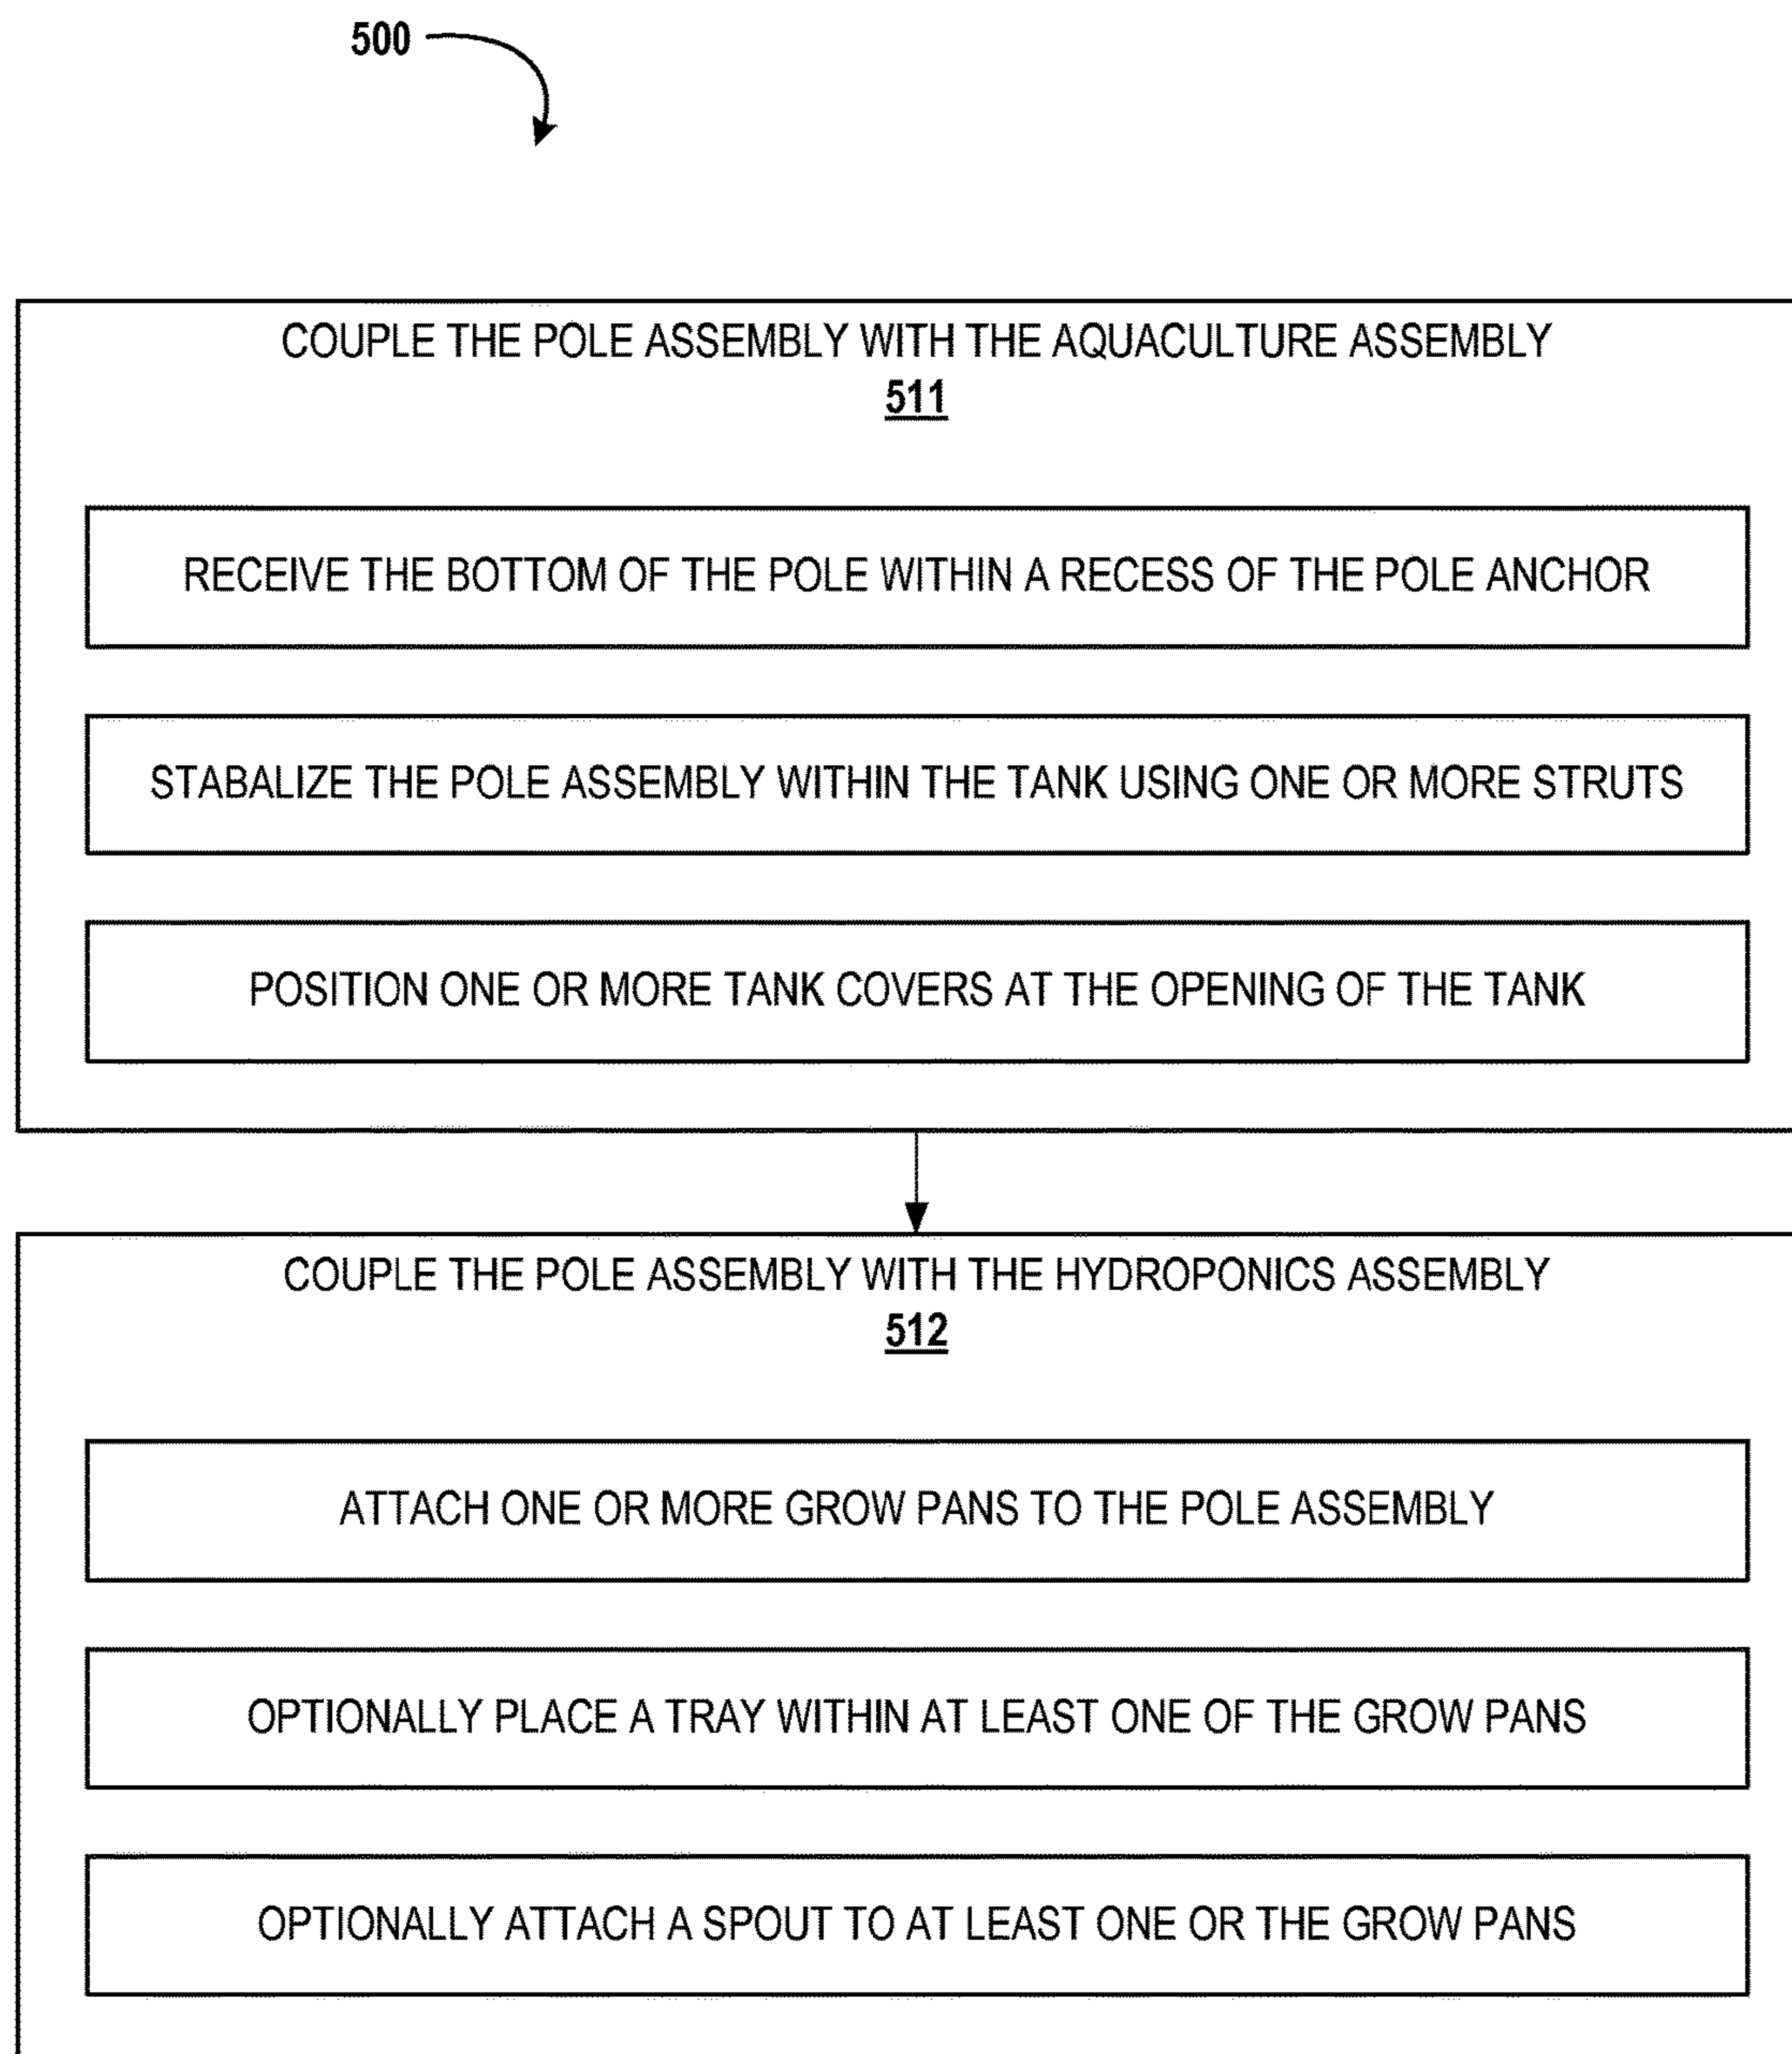 500
COUPLE THE POLE ASSEMBLY WITH THE AQUACULTURE ASSEMBLY
511
RECEIVE THE BOTTOM OF THE POLE WITHIN A RECESS OF THE POLE ANCHOR
STABALIZE THE POLE ASSEMBLY WITHIN THE TANK USING ONE OR MORE STRUTS
POSITION ONE OR MORE TANK COVERS AT THE OPENING OF THE TANK
COUPLE THE POLE ASSEMBLY WITH THE HYDROPONICS ASSEMBLY
512
ATTACH ONE OR MORE GROW PANS TO THE POLE ASSEMBLY
OPTIONALLY PLACE A TRAY WITHIN AT LEAST ONE OF THE GROW PANS
OPTIONALLY ATTACH A SPOUT TO AT LEAST ONE OR THE GROW PANS